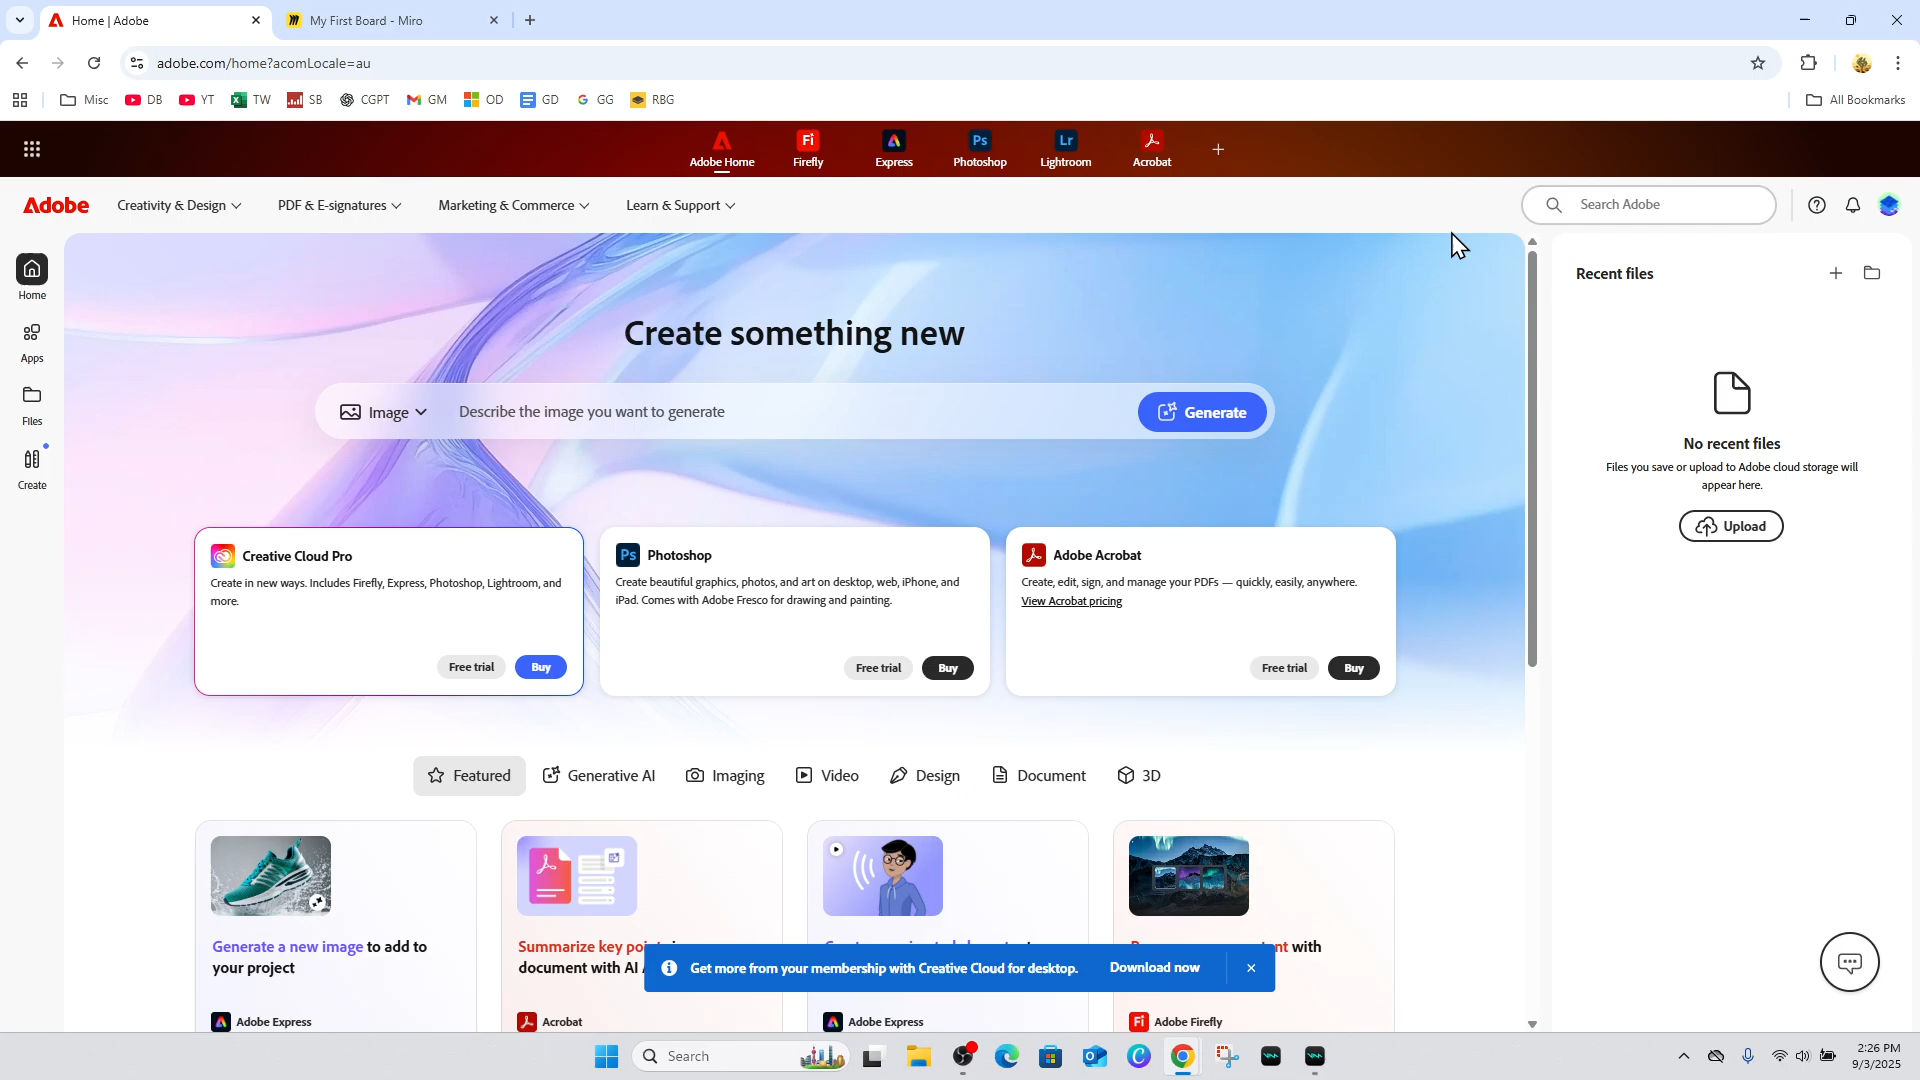 Home | Adobe
My First Board - Miro
adobe.com/home?acomLocale=au
Misc
DB
YT
TW
SB
CGPT
GM
OD
GD
GG
RBG
All Bookmarks
Adobe Home
Fi
Firefly
Express
Ps
Photoshop
Lr
Lightroom
Acrobat
Adobe
Creativity & Design
PDF & E-signatures
Marketing & Commerce
Learn & Support
Search Adobe
Home
Apps
Files
Create
Create something new
Image
Describe the image you want to generate
Generate
Recent files
No recent files
Files you save or upload to Adobe cloud storage will
appear here.
Upload
Creative Cloud Pro
Create in new ways. Includes Firefly, Express, Photoshop, Lightroom, and
more.
Free trial
Buy
Ps
Photoshop
Create beautiful graphics, photos, and art on desktop, web, iPhone, and
iPad. Comes with Adobe Fresco for drawing and painting.
Free trial
Buy
Adobe Acrobat
Create, edit, sign, and manage your PDFs — quickly, easily, anywhere.
View Acrobat pricing
Free trial
Buy
Featured
Generative AI
Imaging
Video
Design
Document
3D
Generate a new image to add to
your project
Adobe Express
Summarize key
document with AI
Acrobat
Adobe Express
with
Fi
Adobe Firefly
Get more from your membership with Creative Cloud for desktop.
Download now
Search
2:26 PM
9/3/2025